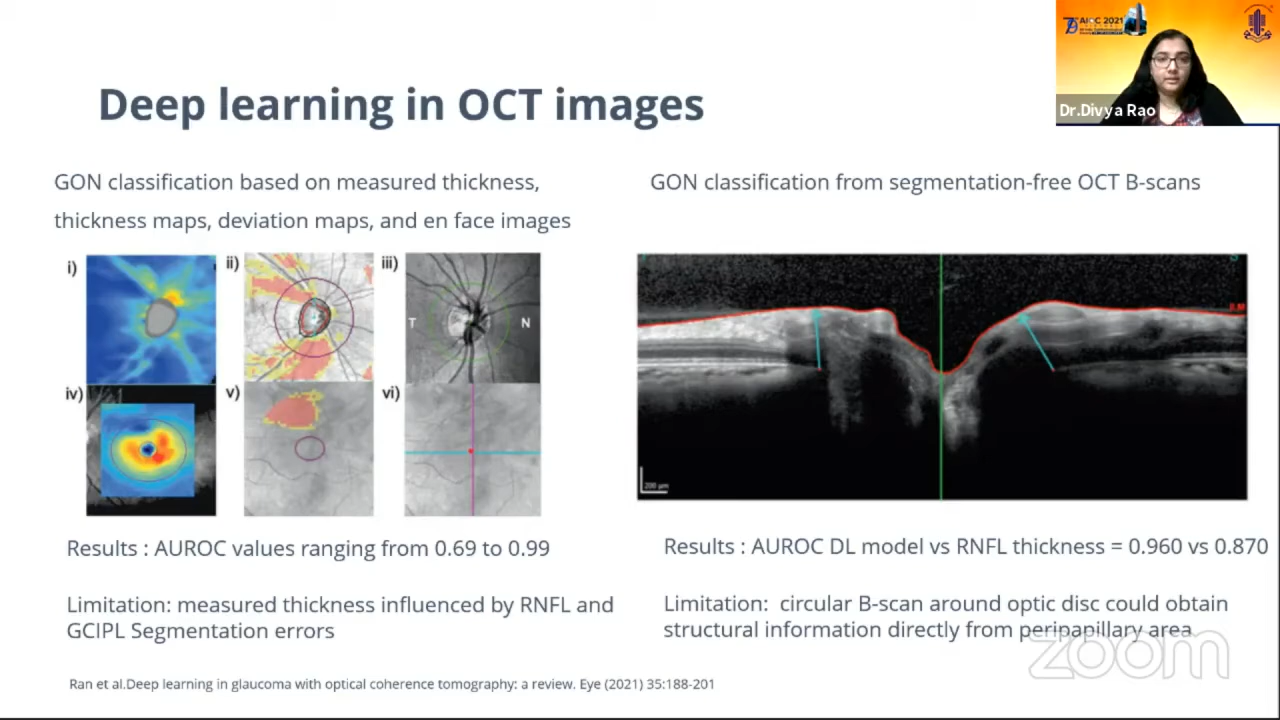 AIOC 2021
Dr.Divya Rao
Deep learning in OCT images
GON classification based on measured thickness,
thickness maps, deviation maps, and en face images
GON classification from segmentation-free OCT B-scans
i)
ii)
iii)
T
N
iv)
v)
vi)
200 µm
Results : AUROC values ranging from 0.69 to 0.99
Limitation: measured thickness influenced by RNFL and
GCIPL Segmentation errors
Results : AUROC DL model vs RNFL thickness = 0.960 vs 0.870
Limitation:  circular B-scan around optic disc could obtain
structural information directly from peripapillary area
zoom
Ran et al.Deep learning in glaucoma with optical coherence tomography: a review. Eye (2021) 35:188-201